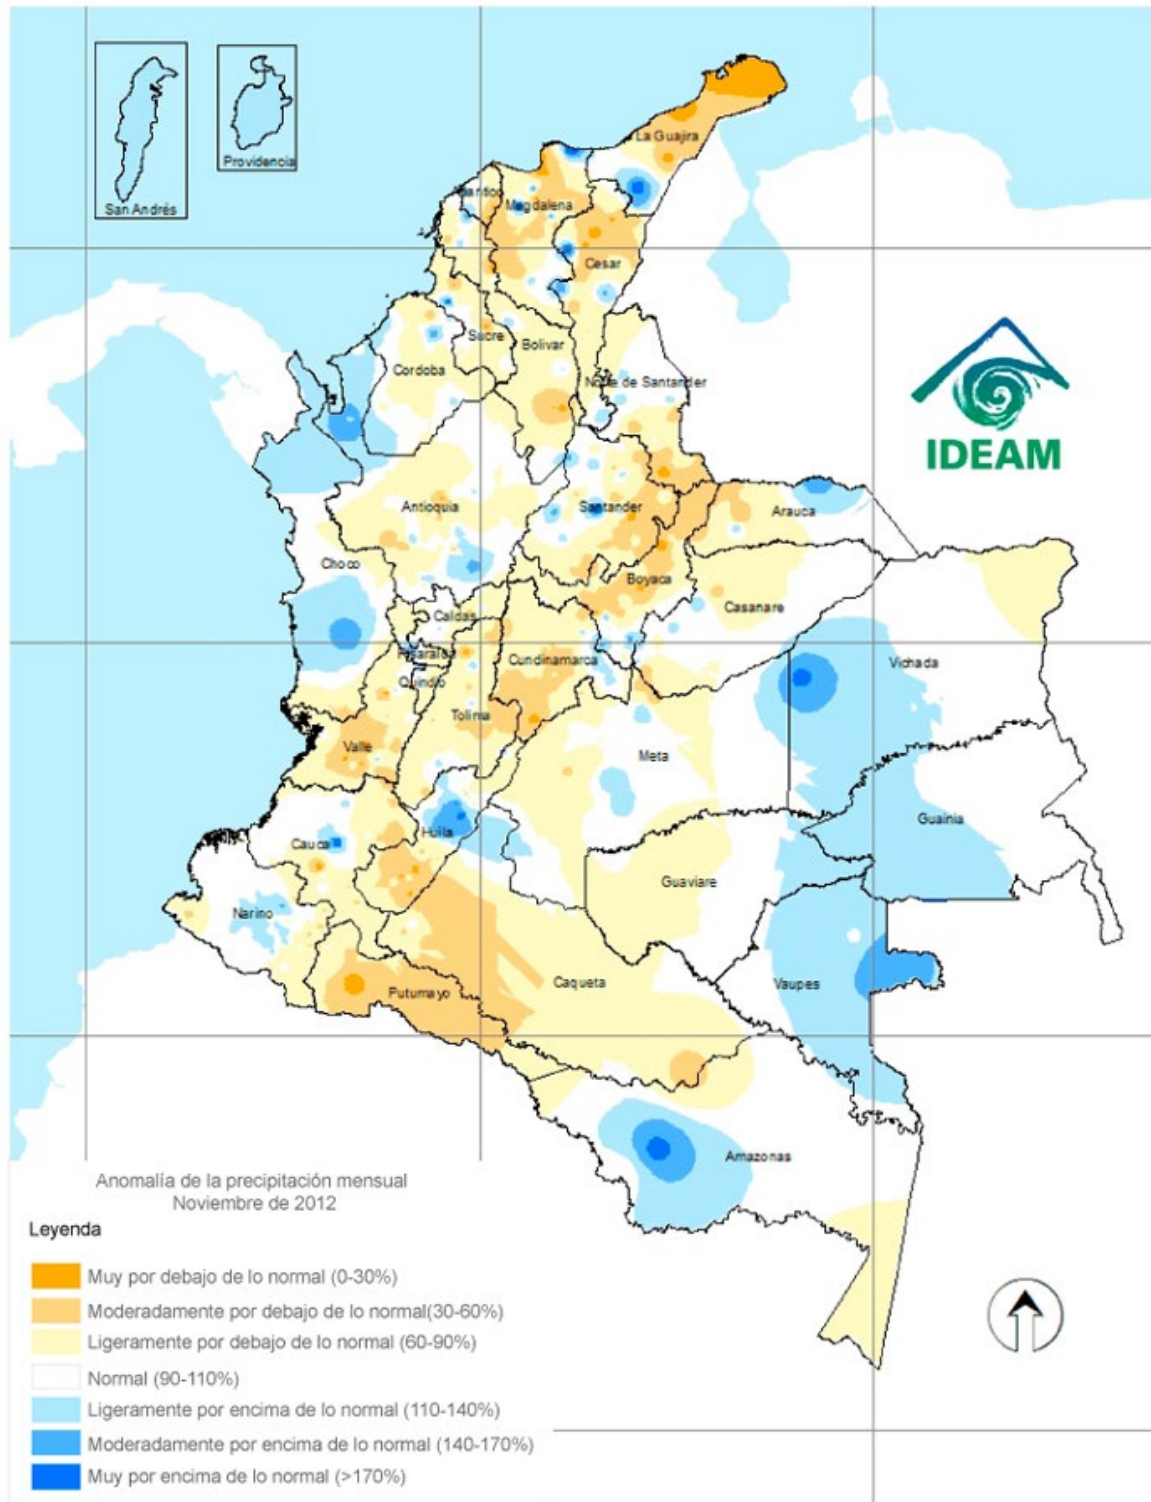 San Andrés
Providencia
La Guajira
Magdalena
Cesar
Sucre
Bolivar
Cordoba
Norte de Santander
IDEAM
Antioquia
Santander
Arauca
Choco
Boyaca
Casanare
Caldas
Risaralda
Cundinamarca
Vichada
Quindio
Tolima
Valle
Meta
Guainia
Huila
Cauca
Guaviare
Narino
Caqueta
Vaupes
Putumayo
Amazonas
Anomalía de la precipitación mensual
Noviembre de 2012
Leyenda
Muy por debajo de lo normal (0-30%)
Moderadamente por debajo de lo normal(30-60%)
Ligeramente por debajo de lo normal (60-90%)
Normal (90-110%)
Ligeramente por encima de lo normal (110-140%)
Moderadamente por encima de lo normal (140-170%)
Muy por encima de lo normal (>170%)